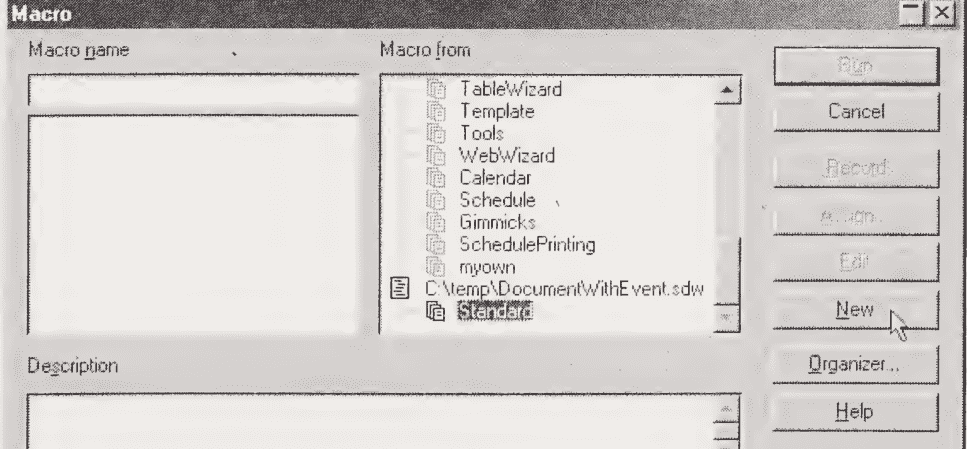 Macro
Macro name
Macro from
TableWizard
Template
Tools
WebWizard
Calendar
Schedule
Gimmicks
SchedulePrinting
myown
C:\temp\DocumentWithEvent.sdw
Standard
Run
Cancel
Record
Assign...
Edit
New
Organizer...
Help
Description